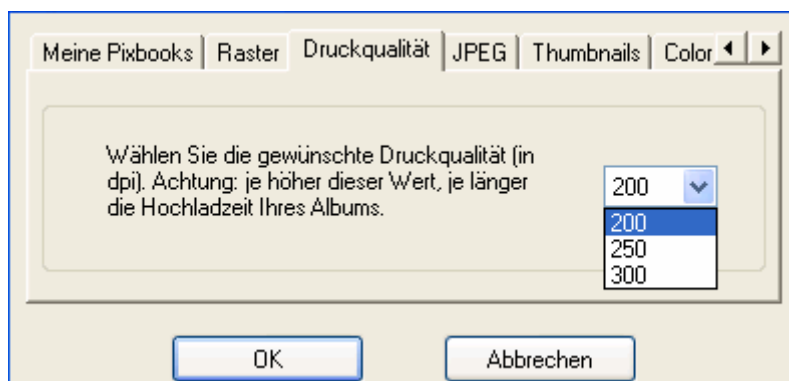 Meine Pixbooks Raster Druckqualität JPEG Thumbnails Color
Wählen Sie die gewünschte Druckqualität (in
dpi). Achtung: je höher dieser Wert, je länger
die Hochladzeit Ihres Albums.
200
200
250
300
OK Abbrechen